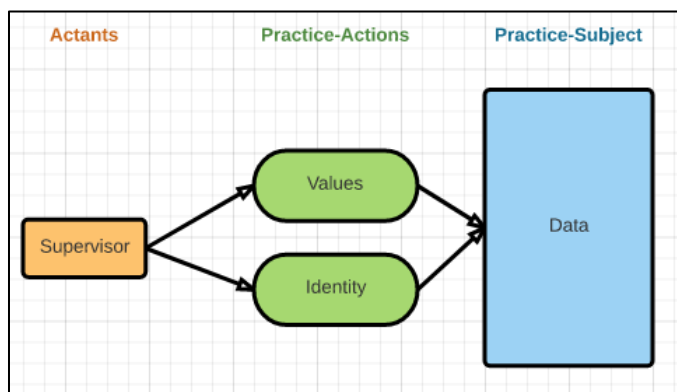 Actants
Practice-Actions
Practice-Subject
Values
Supervisor
Data
Identity